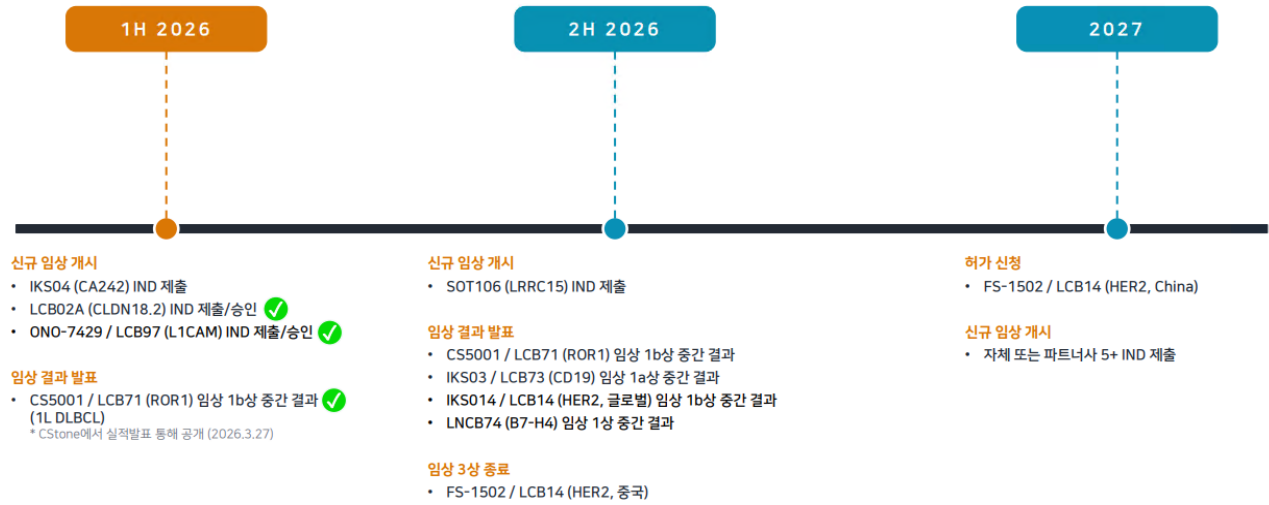 1H 2026
2H 2026
2027
신규 임상 개시
• IKS04 (CA242) IND 제출
• LCB02A (CLDN18.2) IND 제출/승인
• ONO-7429 / LCB97 (L1CAM) IND 제출/승인
임상 결과 발표
• CS5001 / LCB71 (ROR1) 임상 1b상 중간 결과
(1L DLBCL)
* CStone에서 실적발표 통해 공개 (2026.3.27)
신규 임상 개시
• SOT106 (LRRC15) IND 제출
임상 결과 발표
• CS5001 / LCB71 (ROR1) 임상 1b상 중간 결과
• IKS03 / LCB73 (CD19) 임상 1a상 중간 결과
• IKS014 / LCB14 (HER2, 글로벌) 임상 1b상 중간 결과
• LNCB74 (B7-H4) 임상 1상 중간 결과
임상 3상 종료
• FS-1502 / LCB14 (HER2, 중국)
허가 신청
• FS-1502 / LCB14 (HER2, China)
신규 임상 개시
• 자체 또는 파트너사 5+ IND 제출